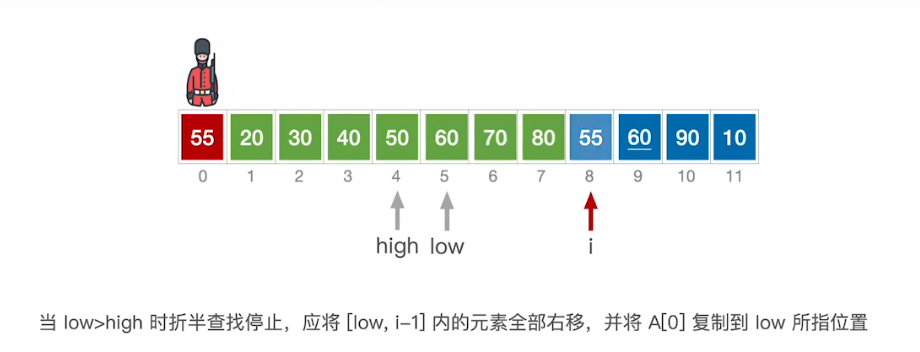 55 20 30 40 50 60 70 80 55 60 90 10
0 1 2 3 4 5 6 7 8 9 10 11
high low i
当 low>high 时折半查找停止，应将 [low, i-1] 内的元素全部右移，并将 A[0] 复制到 low 所指位置